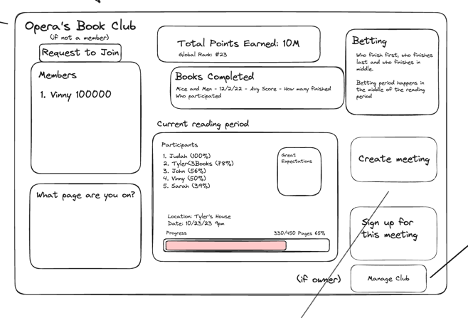 Opera's Book Club
(if not a member)
Request to Join
Members
1. Vinny 100000
What page are you on?
Total Points Earned: 10M
Global Rank: #23
Books Completed
Mice and Men - 12/2/22 - Avg Score - How many finished
Who participated
Current reading period
Participants
1. Judah (100%)
2. Tyler<3Books (78%)
3. John (56%)
4. Vinny (50%)
5. Sarah (39%)
Great
Expectations
Location: Tyler's House
Date: 10/23/23 9pm
Progress
330/450 Pages 65%
Betting
Who finish first, who finishes
last and who finishes in
middle.
Betting period happens in
the middle of the reading
period
Create meeting
Sign up for
this meeting
(if owner)
Manage Club